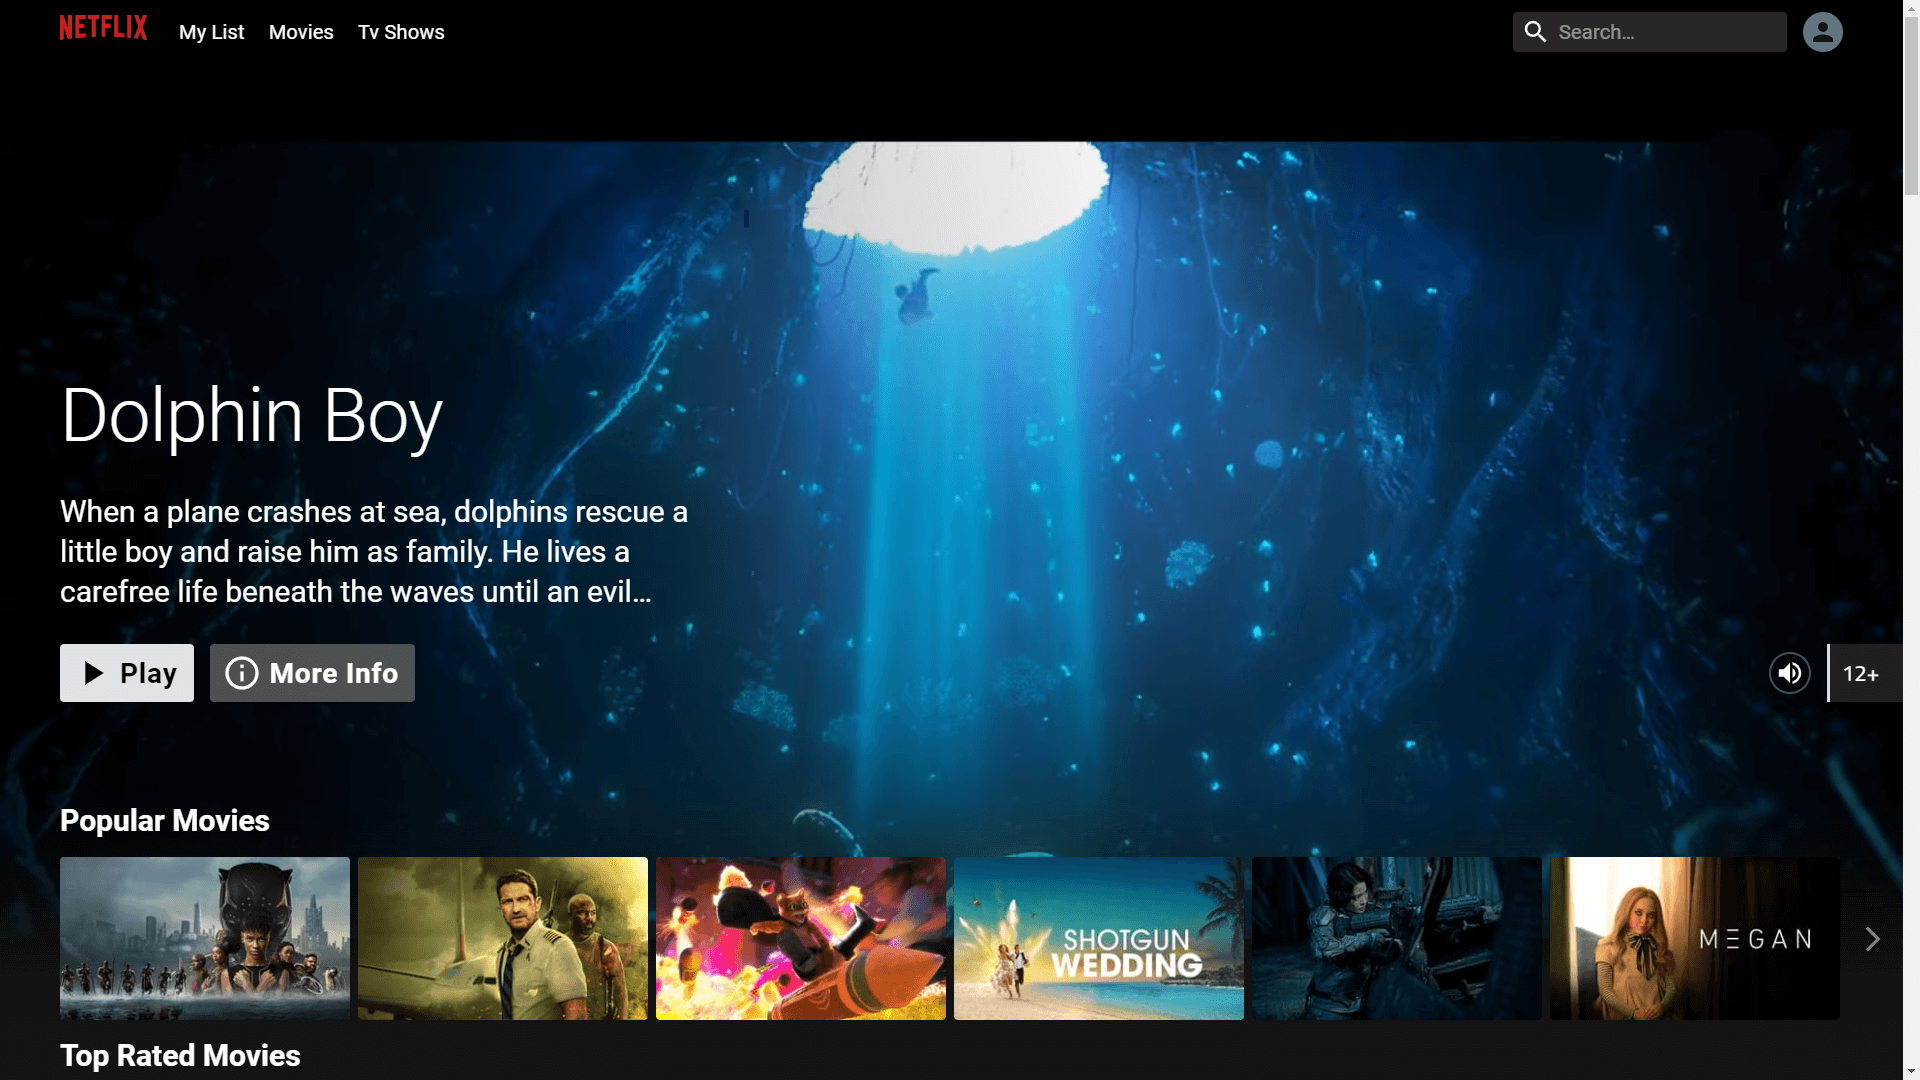 NETFLIX
My List
Movies
Tv Shows
Search...
Dolphin Boy
When a plane crashes at sea, dolphins rescue a
little boy and raise him as family. He lives a
carefree life beneath the waves until an evil...
Play
More Info
12+
Popular Movies
SHOTGUN
WEDDING
MEGAN
Top Rated Movies